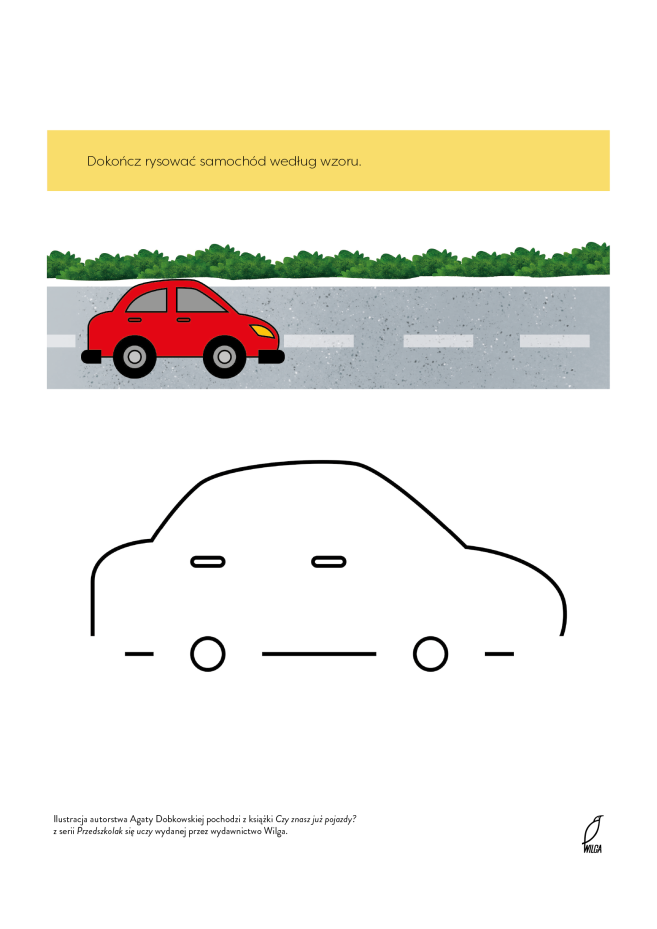 Dokończ rysować samochód według wzoru.
Ilustracja autorstwa Agaty Dobkowskiej pochodzi z książki Czy znasz już pojazdy?
z serii Przedszkolak się uczy wydanej przez wydawnictwo Wilga.
WILGA